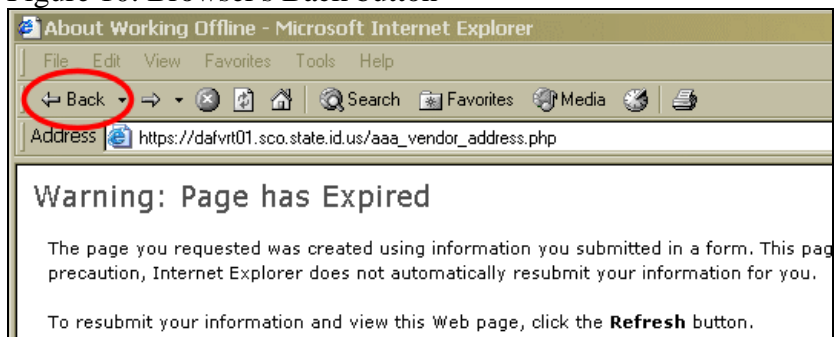 Figure 10: Browser's Back button
About Working Offline - Microsoft Internet Explorer
File Edit View Favorites Tools Help
Back Search Favorites Media
Address https://dafvrt01.sco.state.id.us/aaa_vendor_address.php
Warning: Page has Expired
The page you requested was created using information you submitted in a form. This pag
precaution, Internet Explorer does not automatically resubmit your information for you.
To resubmit your information and view this Web page, click the Refresh button.